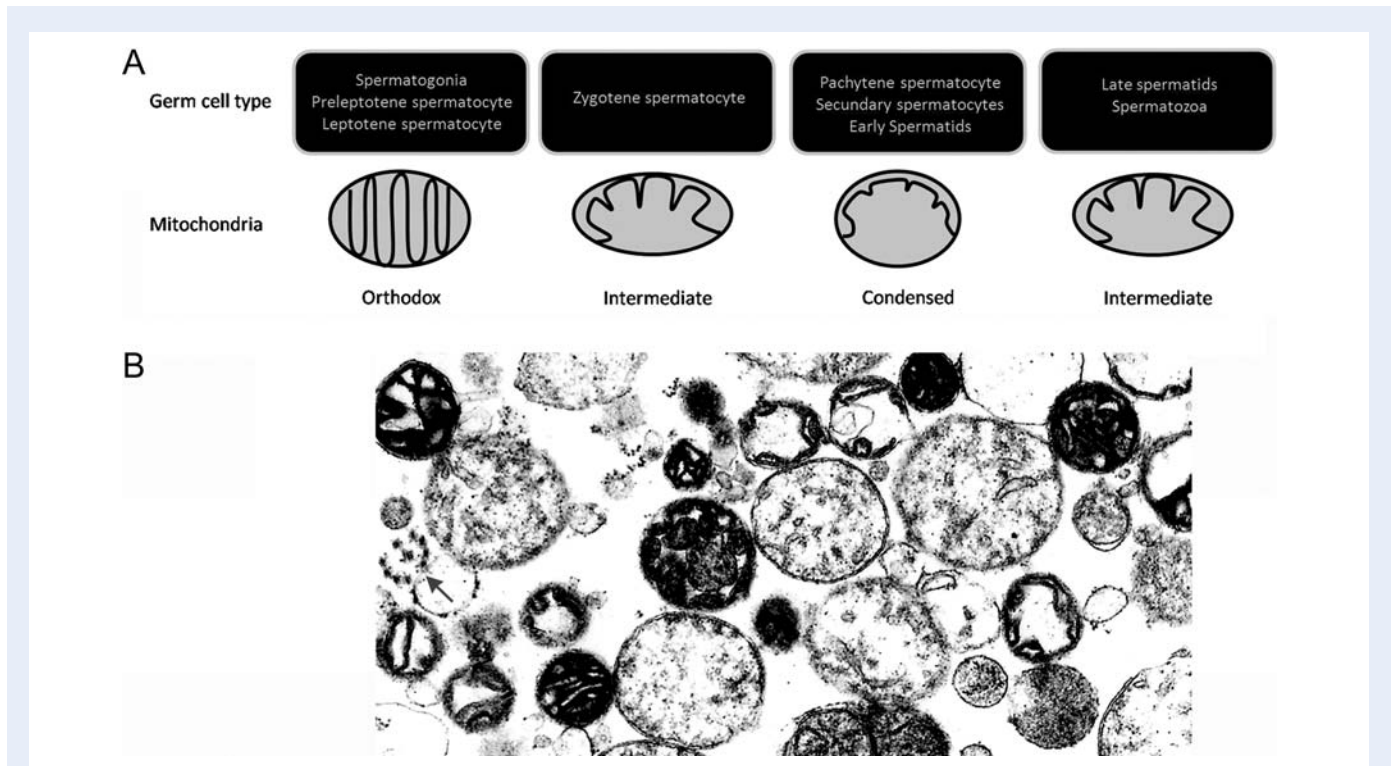 A
Germ cell type
Spermatogonia
Preleptotene spermatocyte
Leptotene spermatocyte
Zygotene spermatocyte
Pachytene spermatocyte
Secundary spermatocytes
Early Spermatids
Late spermatids
Spermatozoa
Mitochondria
Orthodox
Intermediate
Condensed
Intermediate
B